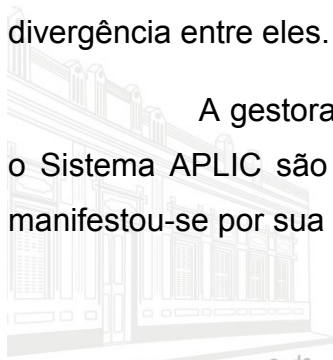 divergência entre eles.
A gestora
o Sistema APLIC são
manifestou-se por sua